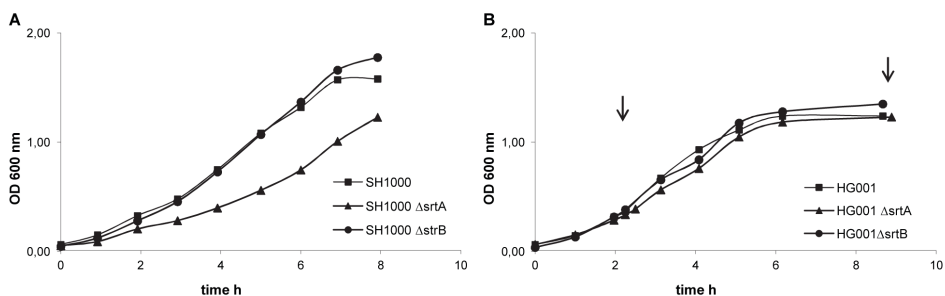 A
2,00
1,00
0,00
OD 600 nm
0
2
4
6
8
10
time h
SH1000
SH1000 ΔsrtA
SH1000 ΔstrB
B
2,00
1,00
0,00
OD 600 nm
0
2
4
6
8
10
time h
HG001
HG001 ΔsrtA
HG001ΔsrtB